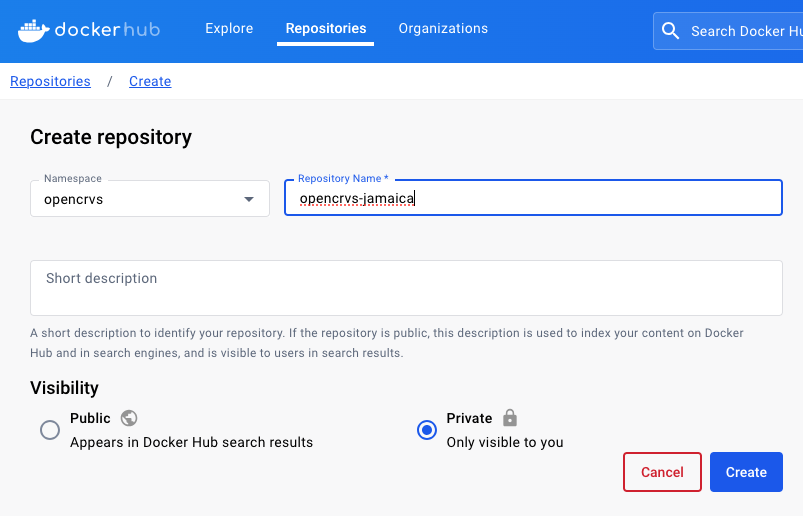 dockerhub
Explore
Repositories
Organizations
Search Docker Hu
Repositories / Create
Create repository
Namespace
opencrvs
Repository Name *
opencrvs-jamaica
Short description
A short description to identify your repository. If the repository is public, this description is used to index your content on Docker
Hub and in search engines, and is visible to users in search results.
Visibility
Public
Appears in Docker Hub search results
Private
Only visible to you
Cancel
Create